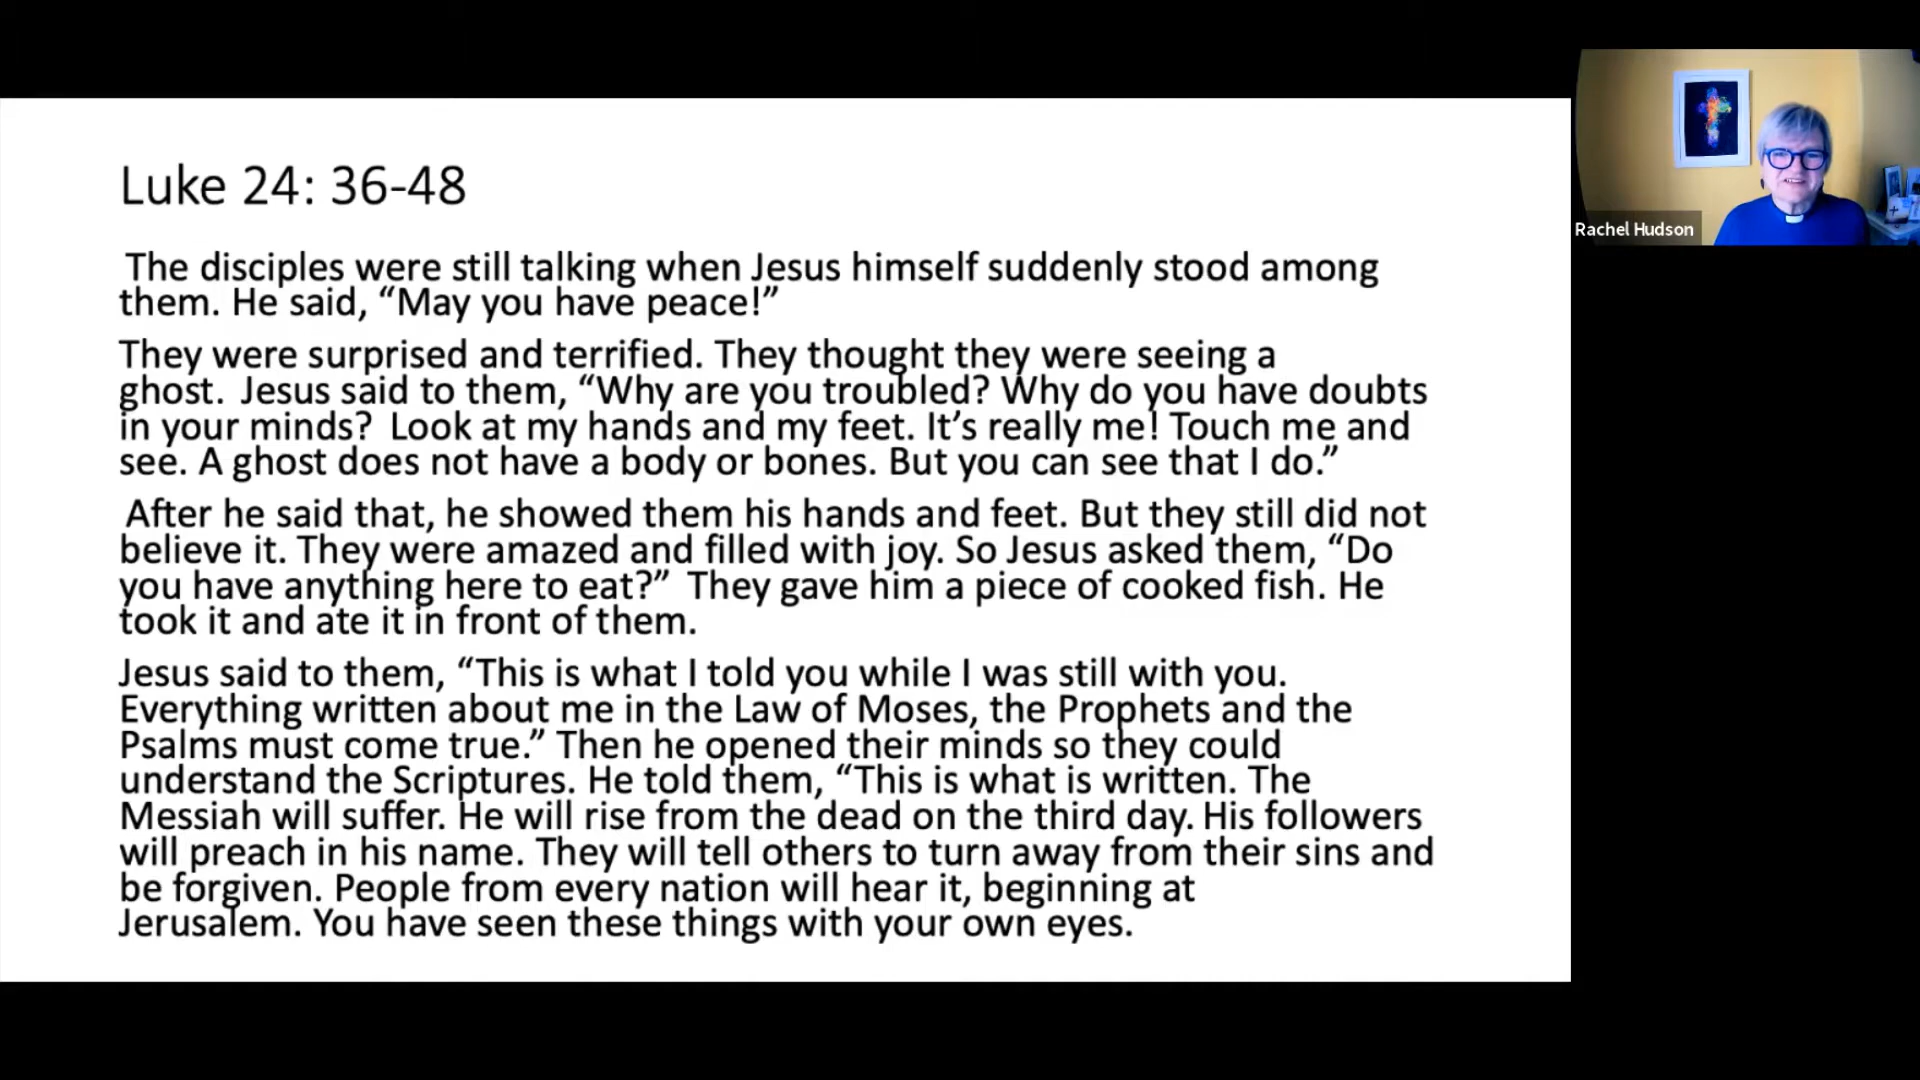 Luke 24: 36-48
The disciples were still talking when Jesus himself suddenly stood among
them. He said, “May you have peace!”
They were surprised and terrified. They thought they were seeing a
ghost. Jesus said to them, “Why are you troubled? Why do you have doubts
in your minds? Look at my hands and my feet. It’s really me! Touch me and
see. A ghost does not have a body or bones. But you can see that I do.”
After he said that, he showed them his hands and feet. But they still did not
believe it. They were amazed and filled with joy. So Jesus asked them, “Do
you have anything here to eat?” They gave him a piece of cooked fish. He
took it and ate it in front of them.
Jesus said to them, “This is what I told you while I was still with you.
Everything written about me in the Law of Moses, the Prophets and the
Psalms must come true.” Then he opened their minds so they could
understand the Scriptures. He told them, “This is what is written. The
Messiah will suffer. He will rise from the dead on the third day. His followers
will preach in his name. They will tell others to turn away from their sins and
be forgiven. People from every nation will hear it, beginning at
Jerusalem. You have seen these things with your own eyes.
Rachel Hudson